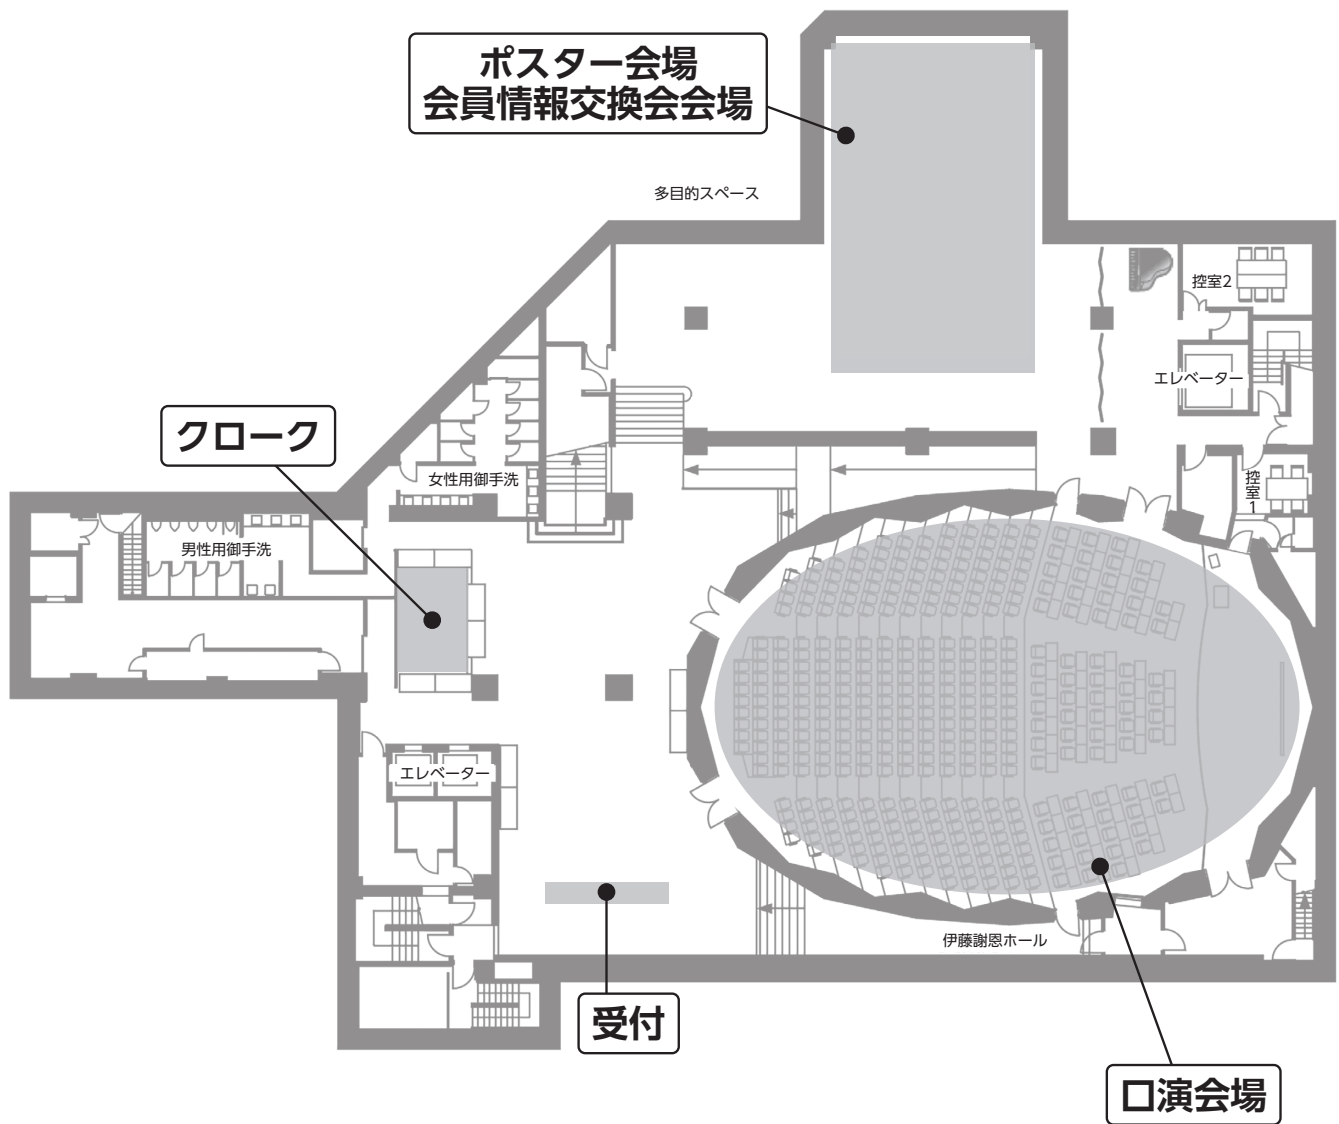 ポスター会場
会員情報交換会会場
多目的スペース
控室2
エレベーター
クローク
女性用御手洗
控室1
男性用御手洗
エレベーター
伊藤謝恩ホール
受付
口演会場